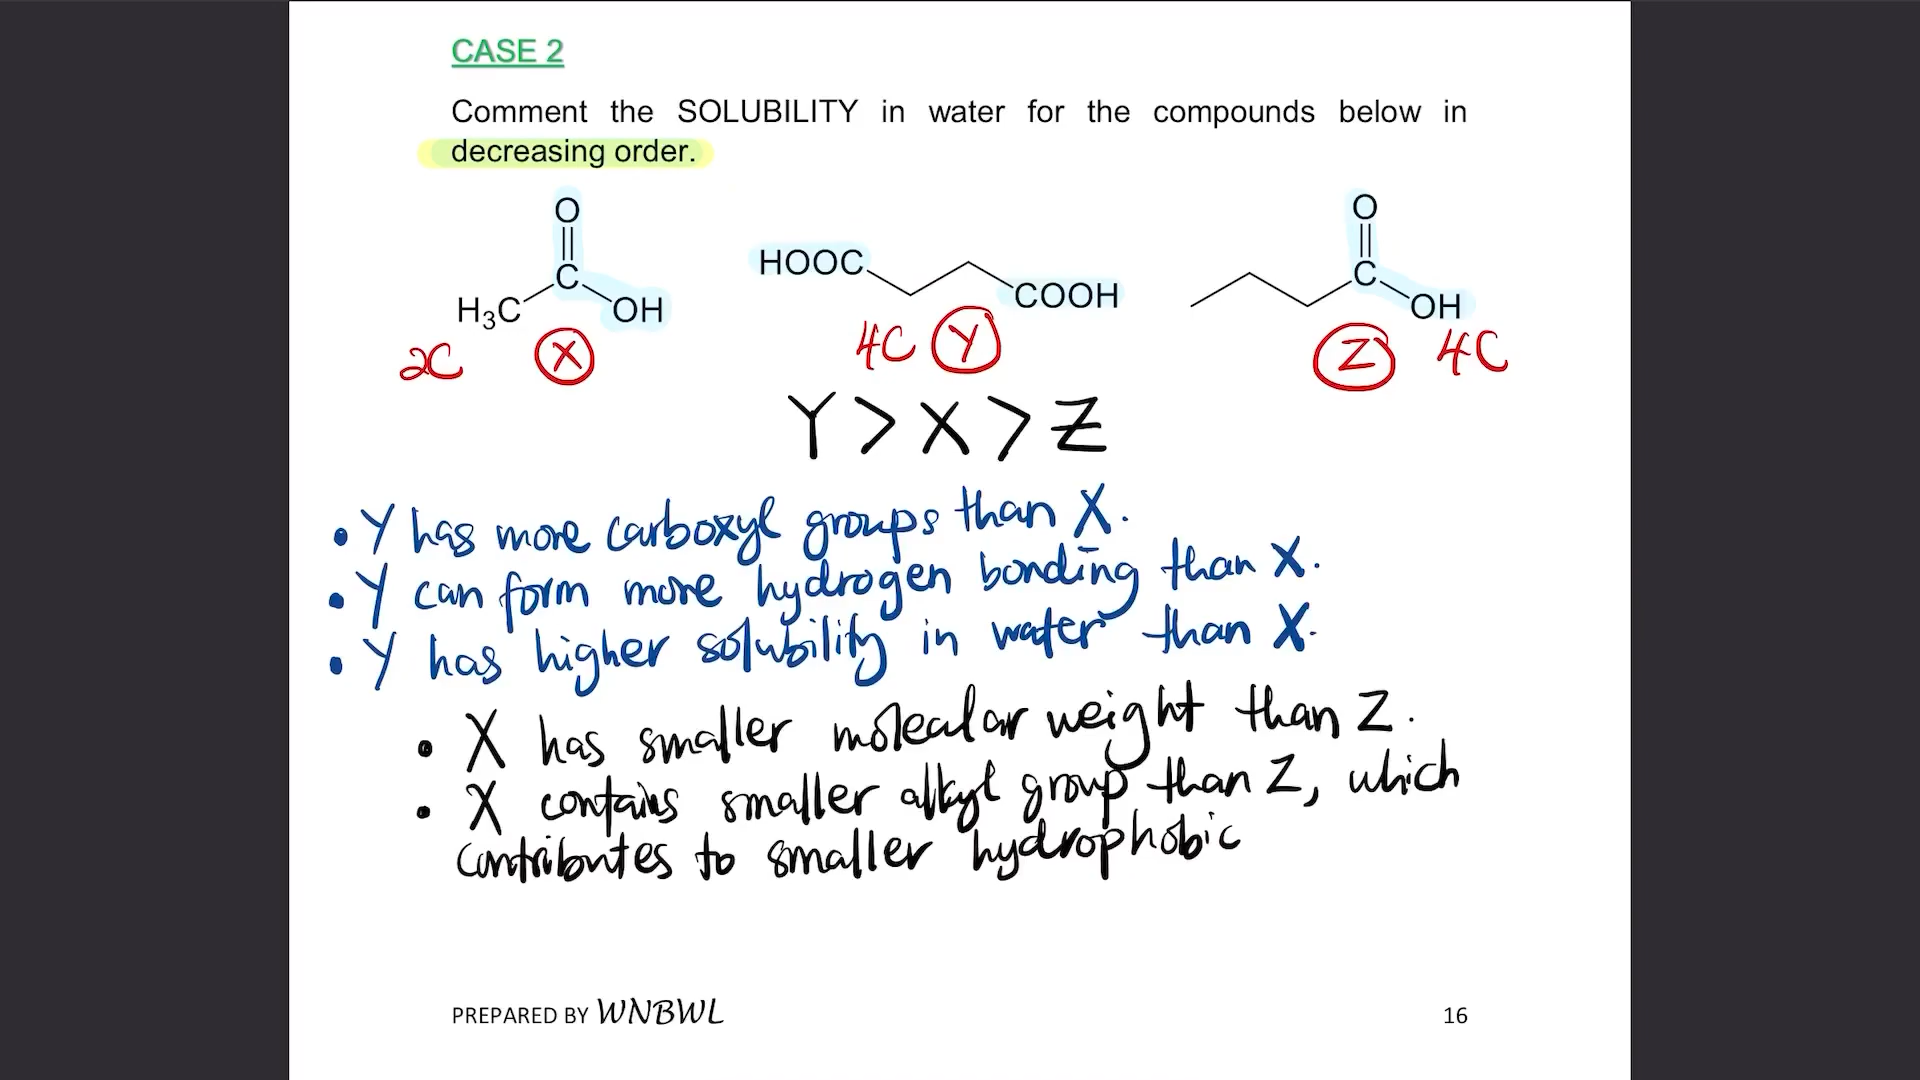 CASE 2
Comment the SOLUBILITY in water for the compounds below in
decreasing order.
O
C
H₃C
OH
HOOC
COOH
O
C
OH
2C
X
4C
Y
Z
4C
Y > X > Z
• Y has more carboxyl groups than X.
• Y can form more hydrogen bonding than X.
• Y has higher solubility in water than X.
• X has smaller molecular weight than Z.
• X contains smaller alkyl group than Z, which
contributes to smaller hydrophobic
PREPARED BY WNBWL
16